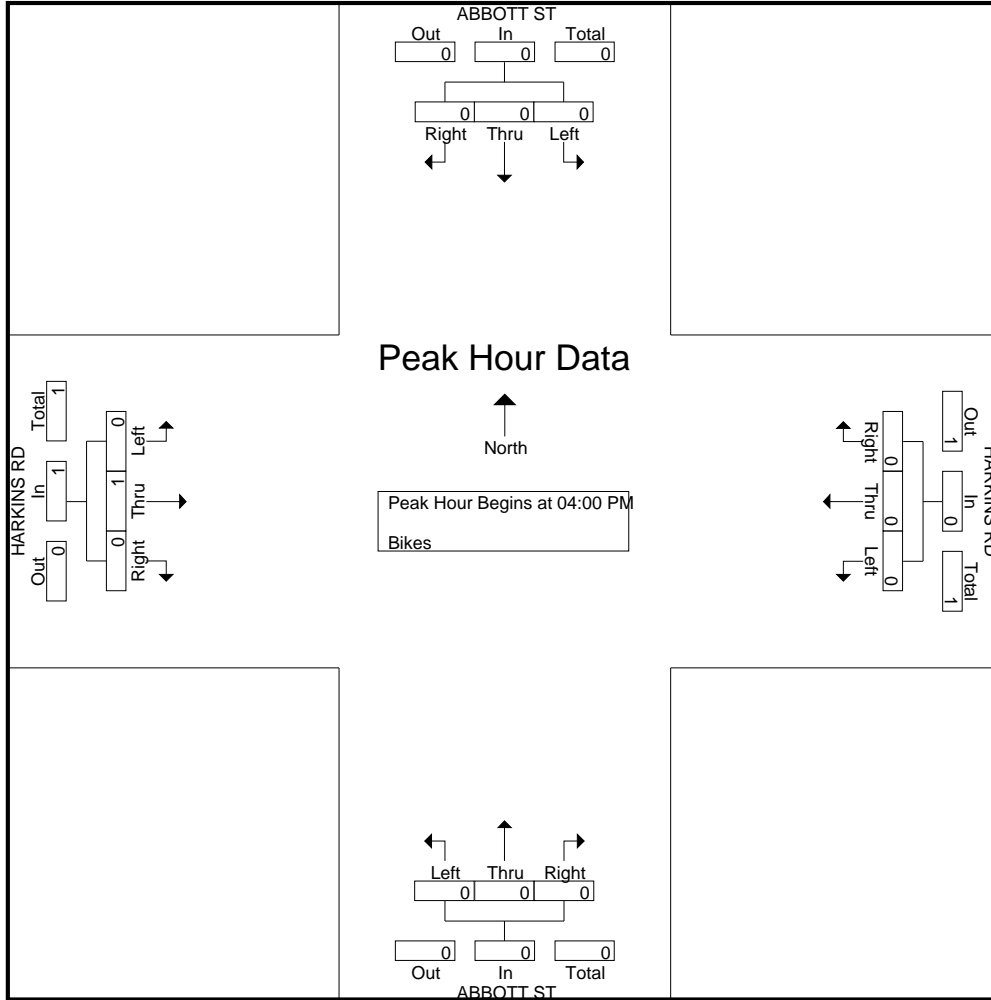 ABBOTT ST
Out In Total
0 0 0
0 0 0
Right Thru Left
Peak Hour Data
North
Peak Hour Begins at 04:00 PM
Bikes
HARKINS RD
Total In Out
1 1 0
0 1 0
Left Thru Right
Right Thru Left
0 0 0
Out In Total
1 0 1
HARKINS RD
Left Thru Right
0 0 0
0 0 0
Out In Total
ABBOTT ST